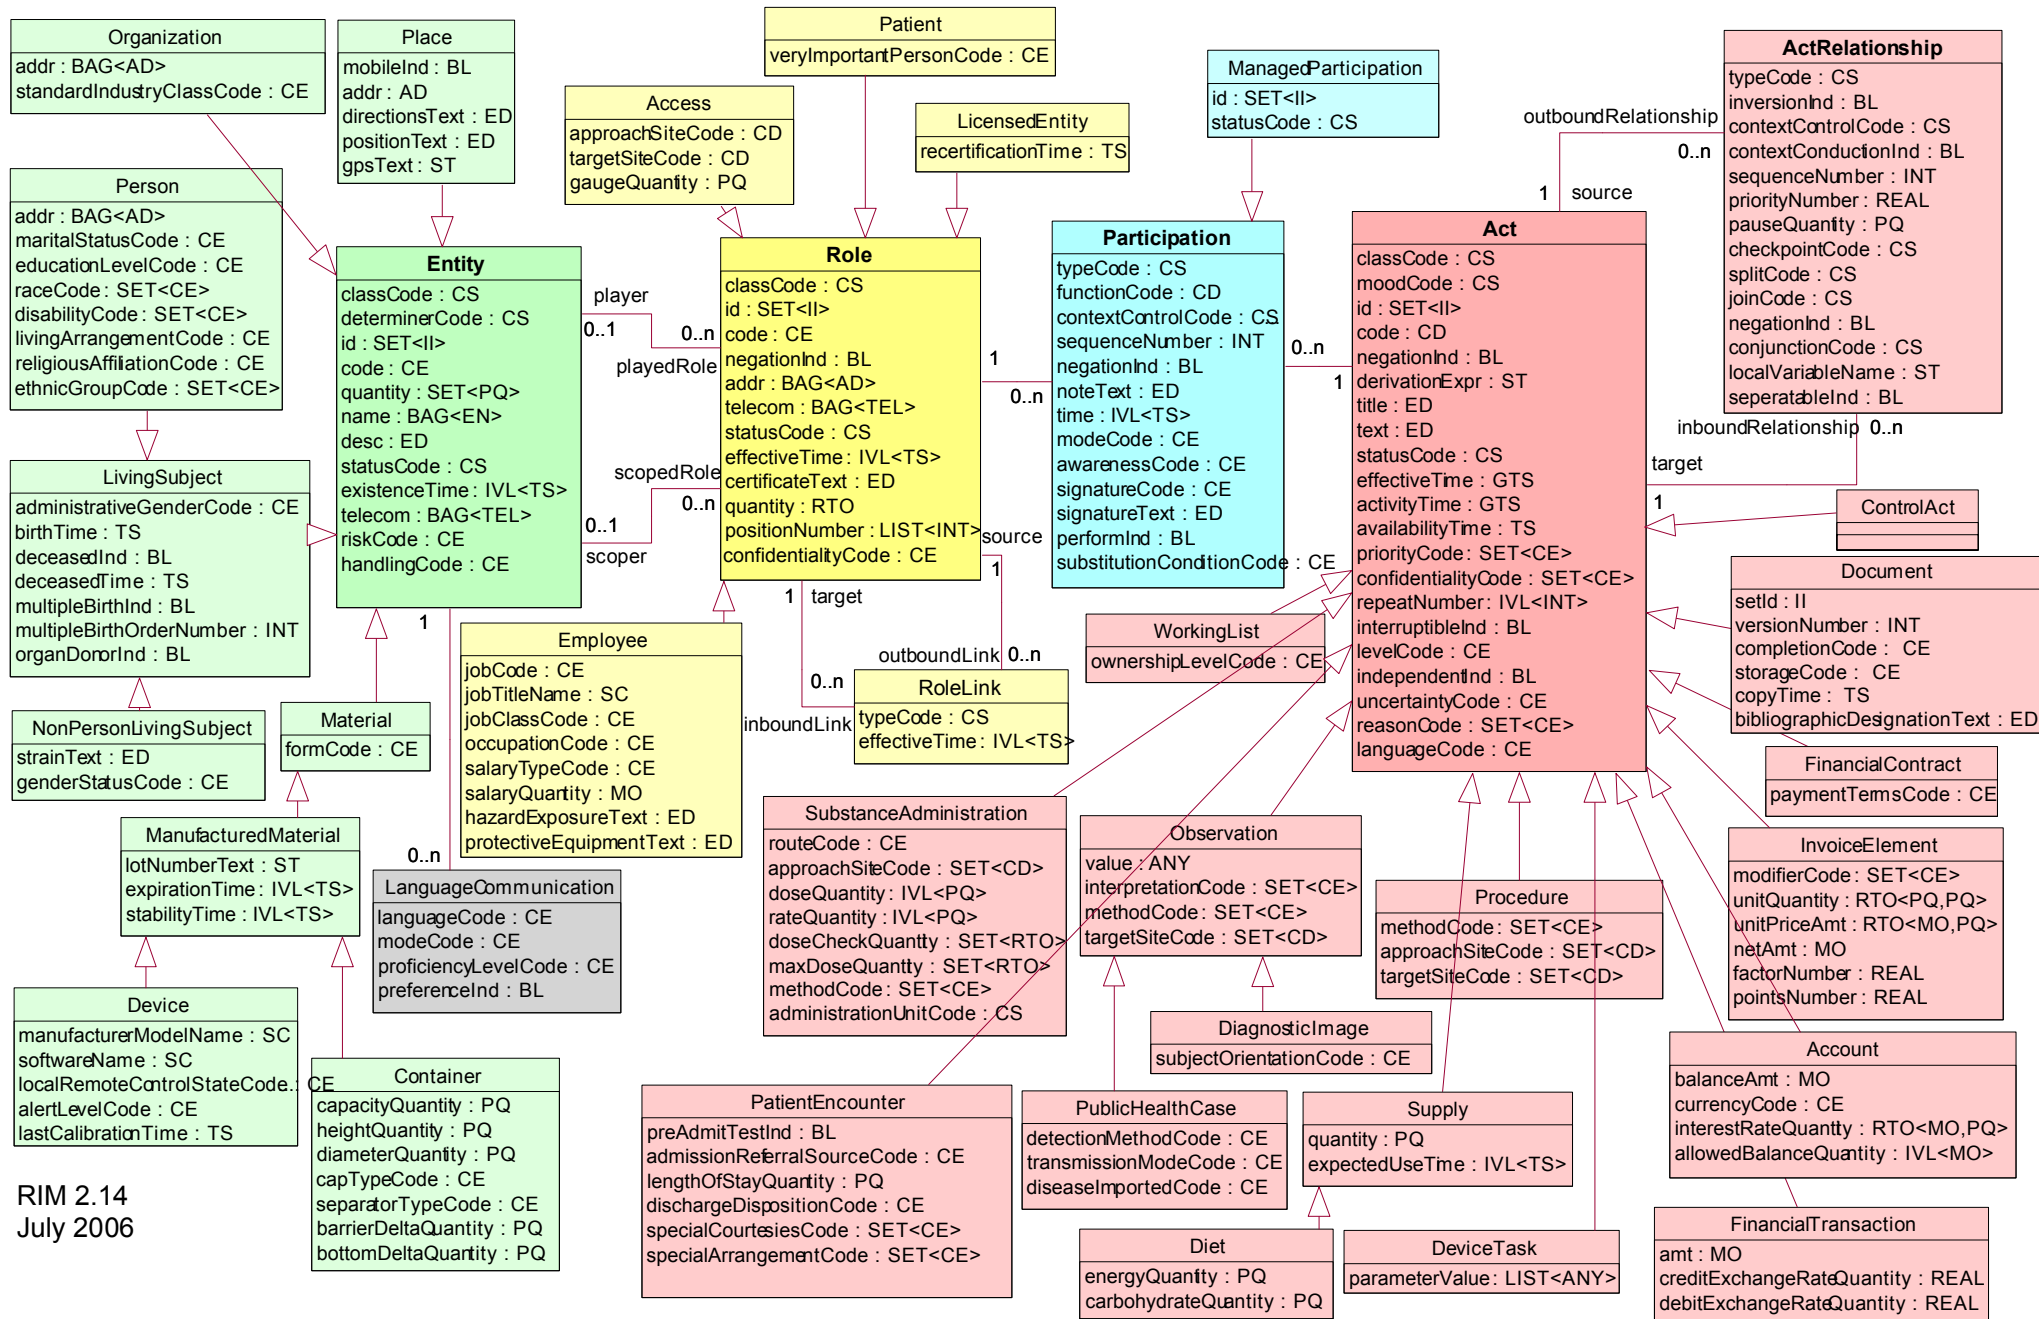 Organization
addr : BAG<AD>
standardIndustryClassCode : CE
Place
mobileInd : BL
addr : AD
directionsText : ED
positionText : ED
gpsText : ST
Patient
veryImportantPersonCode : CE
Access
approachSiteCode : CD
targetSiteCode : CD
gaugeQuantity : PQ
LicensedEntity
recertificationTime : TS
ManagedParticipation
id : SET<II>
statusCode : CS
ActRelationship
typeCode : CS
inversionInd : BL
contextControlCode : CS
contextConductionInd : BL
sequenceNumber : INT
priorityNumber : REAL
pauseQuantity : PQ
checkpointCode : CS
splitCode : CS
joinCode : CS
negationInd : BL
conjunctionCode : CS
localVariableName : ST
seperatableInd : BL
outboundRelationship
0..n
1
source
inboundRelationship
0..n
target
1
Person
addr : BAG<AD>
maritalStatusCode : CE
educationLevelCode : CE
raceCode : SET<CE>
disabilityCode : SET<CE>
livingArrangementCode : CE
religiousAffiliationCode : CE
ethnicGroupCode : SET<CE>
Entity
classCode : CS
determinerCode : CS
id : SET<II>
code : CE
quantity : SET<PQ>
name : BAG<EN>
desc : ED
statusCode : CS
existenceTime : IVL<TS>
telecom : BAG<TEL>
riskCode : CE
handlingCode : CE
player
0..1
0..n
playedRole
scopedRole
0..n
0..1
scoper
Role
classCode : CS
id : SET<II>
code : CE
negationInd : BL
addr : BAG<AD>
telecom : BAG<TEL>
statusCode : CS
effectiveTime : IVL<TS>
certificateText : ED
quantity : RTO
positionNumber : LIST<INT>
confidentialityCode : CE
1
0..n
source
1
1
target
outboundLink
0..n
0..n
inboundLink
Participation
typeCode : CS
functionCode : CD
contextControlCode : CS..
sequenceNumber : INT
negationInd : BL
noteText : ED
time : IVL<TS>
modeCode : CE
awarenessCode : CE
signatureCode : CE
signatureText : ED
performInd : BL
substitutionConditionCode : CE
0..n
1
Act
classCode : CS
moodCode : CS
id : SET<II>
code : CD
negationInd : BL
derivationExpr : ST
title : ED
text : ED
statusCode : CS
effectiveTime : GTS
activityTime : GTS
availabilityTime : TS
priorityCode : SET<CE>
confidentialityCode : SET<CE>
repeatNumber : IVL<INT>
interruptibleInd : BL
levelCode : CE
independentInd : BL
uncertaintyCode : CE
reasonCode : SET<CE>
languageCode : CE
LivingSubject
administrativeGenderCode : CE
birthTime : TS
deceasedInd : BL
deceasedTime : TS
multipleBirthInd : BL
multipleBirthOrderNumber : INT
organDonorInd : BL
NonPersonLivingSubject
strainText : ED
genderStatusCode : CE
Material
formCode : CE
1
0..n
Employee
jobCode : CE
jobTitleName : SC
jobClassCode : CE
occupationCode : CE
salaryTypeCode : CE
salaryQuantity : MO
hazardExposureText : ED
protectiveEquipmentText : ED
RoleLink
typeCode : CS
effectiveTime : IVL<TS>
WorkingList
ownershipLevelCode : CE
ControlAct
Document
setId : II
versionNumber : INT
completionCode : CE
storageCode : CE
copyTime : TS
bibliographicDesignationText : ED
FinancialContract
paymentTermsCode : CE
ManufacturedMaterial
lotNumberText : ST
expirationTime : IVL<TS>
stabilityTime : IVL<TS>
LanguageCommunication
languageCode : CE
modeCode : CE
proficiencyLevelCode : CE
preferenceInd : BL
SubstanceAdministration
routeCode : CE
approachSiteCode : SET<CD>
doseQuantity : IVL<PQ>
rateQuantity : IVL<PQ>
doseCheckQuantity : SET<RTO>
maxDoseQuantity : SET<RTO>
methodCode : SET<CE>
administrationUnitCode : CS
Observation
value : ANY
interpretationCode : SET<CE>
methodCode : SET<CE>
targetSiteCode : SET<CD>
Procedure
methodCode : SET<CE>
approachSiteCode : SET<CD>
targetSiteCode : SET<CD>
InvoiceElement
modifierCode : SET<CE>
unitQuantity : RTO<PQ,PQ>
unitPriceAmt : RTO<MO,PQ>
netAmt : MO
factorNumber : REAL
pointsNumber : REAL
Device
manufacturerModelName : SC
softwareName : SC
localRemoteControlStateCode.. : CE
alertLevelCode : CE
lastCalibrationTime : TS
Container
capacityQuantity : PQ
heightQuantity : PQ
diameterQuantity : PQ
capTypeCode : CE
separatorTypeCode : CE
barrierDeltaQuantity : PQ
bottomDeltaQuantity : PQ
DiagnosticImage
subjectOrientationCode : CE
PatientEncounter
preAdmitTestInd : BL
admissionReferralSourceCode : CE
lengthOfStayQuantity : PQ
dischargeDispositionCode : CE
specialCourtesiesCode : SET<CE>
specialArrangementCode : SET<CE>
PublicHealthCase
detectionMethodCode : CE
transmissionModeCode : CE
diseaseImportedCode : CE
Supply
quantity : PQ
expectedUseTime : IVL<TS>
Account
balanceAmt : MO
currencyCode : CE
interestRateQuantity : RTO<MO,PQ>
allowedBalanceQuantity : IVL<MO>
Diet
energyQuantity : PQ
carbohydrateQuantity : PQ
DeviceTask
parameterValue : LIST<ANY>
FinancialTransaction
amt : MO
creditExchangeRateQuantity : REAL
debitExchangeRateQuantity : REAL
RIM 2.14
July 2006